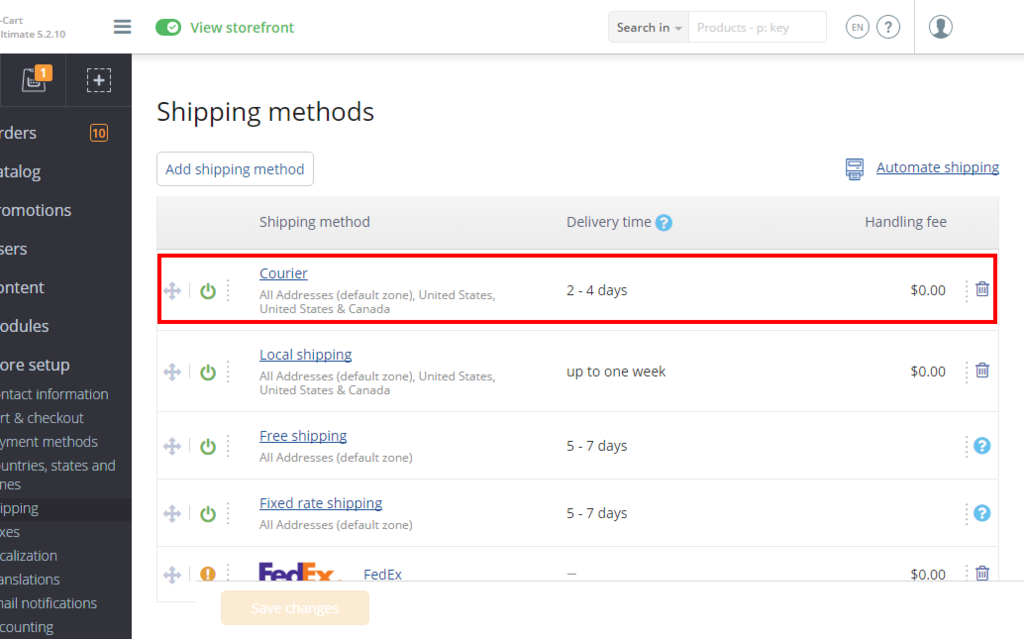 -Cart
ltimate 5.2.10
View storefront
Search in
Products - p: key
EN
?
1
rders
10
atalog
romotions
sers
ontent
odules
ore setup
ntact information
rt & checkout
yment methods
ountries, states and
nes
ipping
xes
calization
anslations
nail notifications
counting
Shipping methods
Add shipping method
Automate shipping
Shipping method
Delivery time ?
Handling fee
Courier
All Addresses (default zone), United States,
United States & Canada
2 - 4 days
$0.00
Local shipping
All Addresses (default zone), United States,
United States & Canada
up to one week
$0.00
Free shipping
All Addresses (default zone)
5 - 7 days
?
Fixed rate shipping
All Addresses (default zone)
5 - 7 days
?
FedEx
FedEx
–
$0.00
Save changes